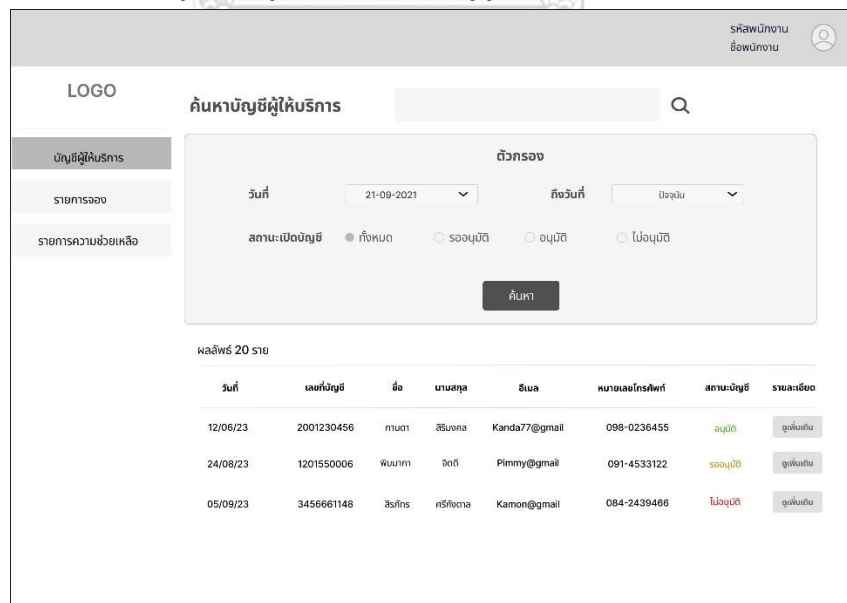 รหัสพนักงาน
ชื่อพนักงาน
LOGO
ค้นหาบัญชีผู้ให้บริการ
บัญชีผู้ให้บริการ
รายการจอง
รายการความช่วยเหลือ
ตัวกรอง
วันที่ 21-09-2021 ถึงวันที่ ปัจจุบัน
สถานะเปิดบัญชี ทั้งหมด รออนุมัติ อนุมัติ ไม่อนุมัติ
ค้นหา
ผลลัพธ์ 20 ราย
วันที่ เลขที่บัญชี ชื่อ นามสกุล อีเมล หมายเลขโทรศัพท์ สถานะบัญชี รายละเอียด
12/06/23 2001230456 กานดา สิริมงคล Kanda77@gmail 098-0236455 อนุมัติ ดูเพิ่มเติม
24/08/23 1201550006 พิมมาดา จิตดี Pimmy@gmail 091-4533122 รออนุมัติ ดูเพิ่มเติม
05/09/23 3456661148 สิรภัทร ศรีกังตาล Kamon@gmail 084-2439466 ไม่อนุมัติ ดูเพิ่มเติม